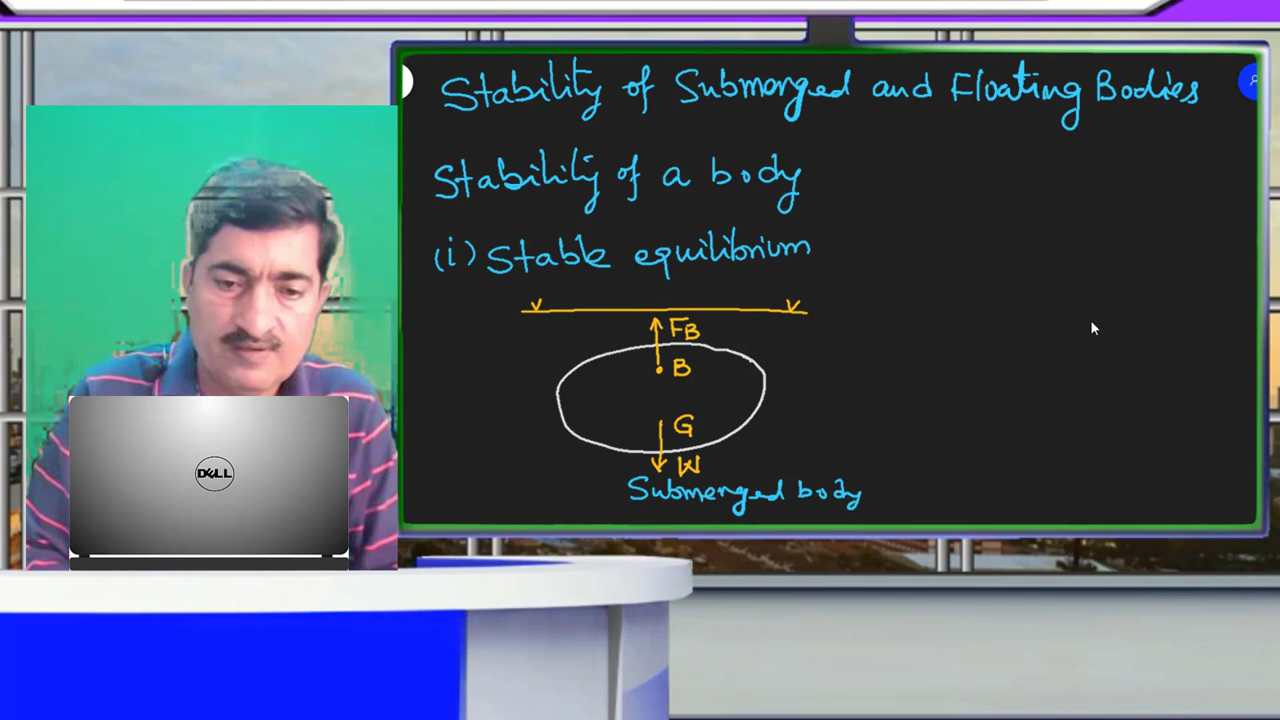 Stability of Submerged and Floating Bodies
Stability of a body
(i) Stable equilibrium
FB
B
G
W
Submerged body
DELL